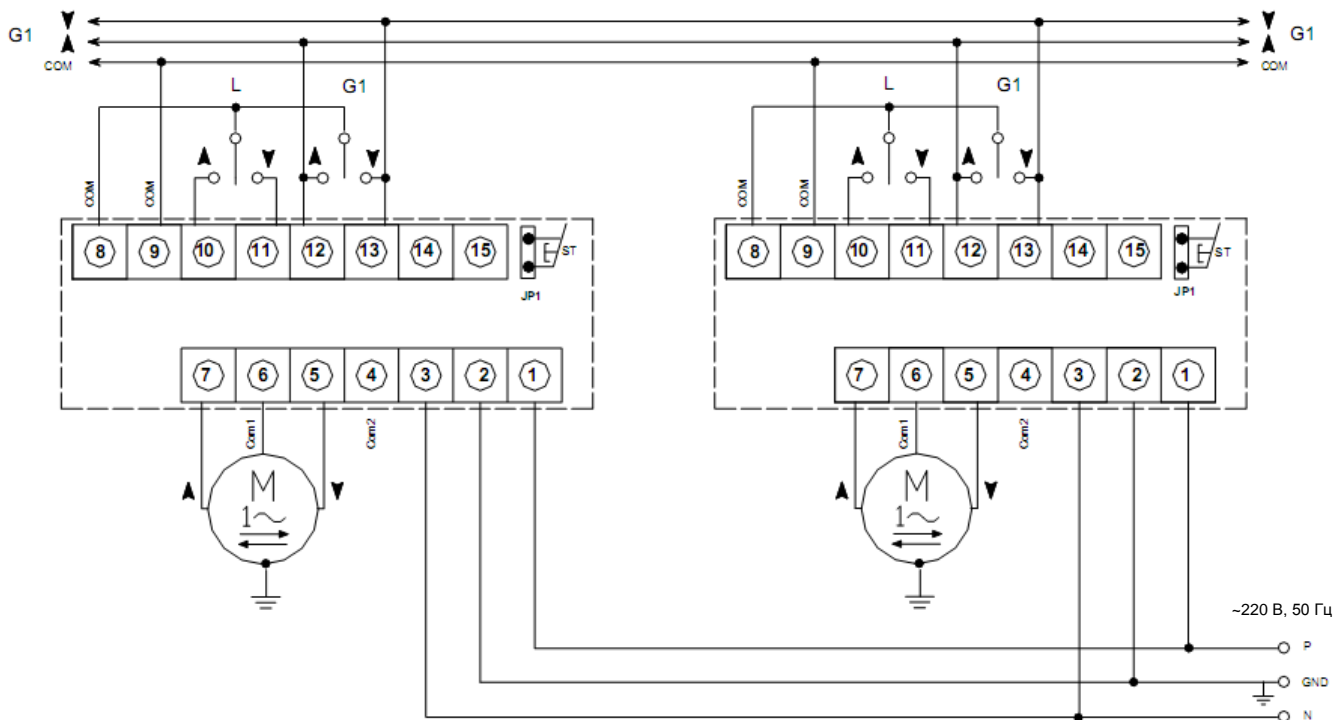 G1
COM
G1
COM
L
G1
L
G1
COM
COM
COM
COM
8
9
10
11
12
13
14
15
ST
JP1
8
9
10
11
12
13
14
15
ST
JP1
7
6
5
4
3
2
1
7
6
5
4
3
2
1
Com1
Com2
Com1
Com2
M
1~
M
1~
~220 В, 50 Гц
P
GND
N